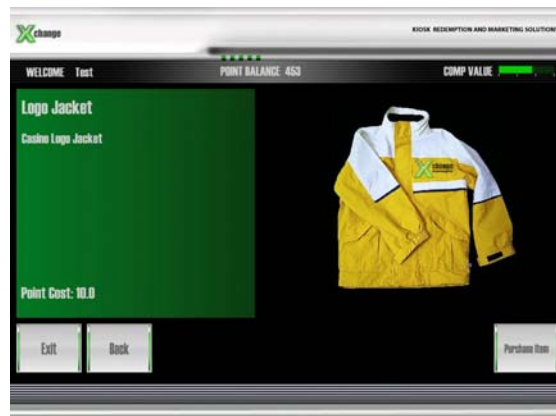 Xchange
KIOSK REDEMPTION AND MARKETING SOLUTION
WELCOME Test
POINT BALANCE 453
COMP VALUE
Logo Jacket
Casino Logo Jacket
Xchange
Point Cost: 10.0
Exit
Back
Purchase Item